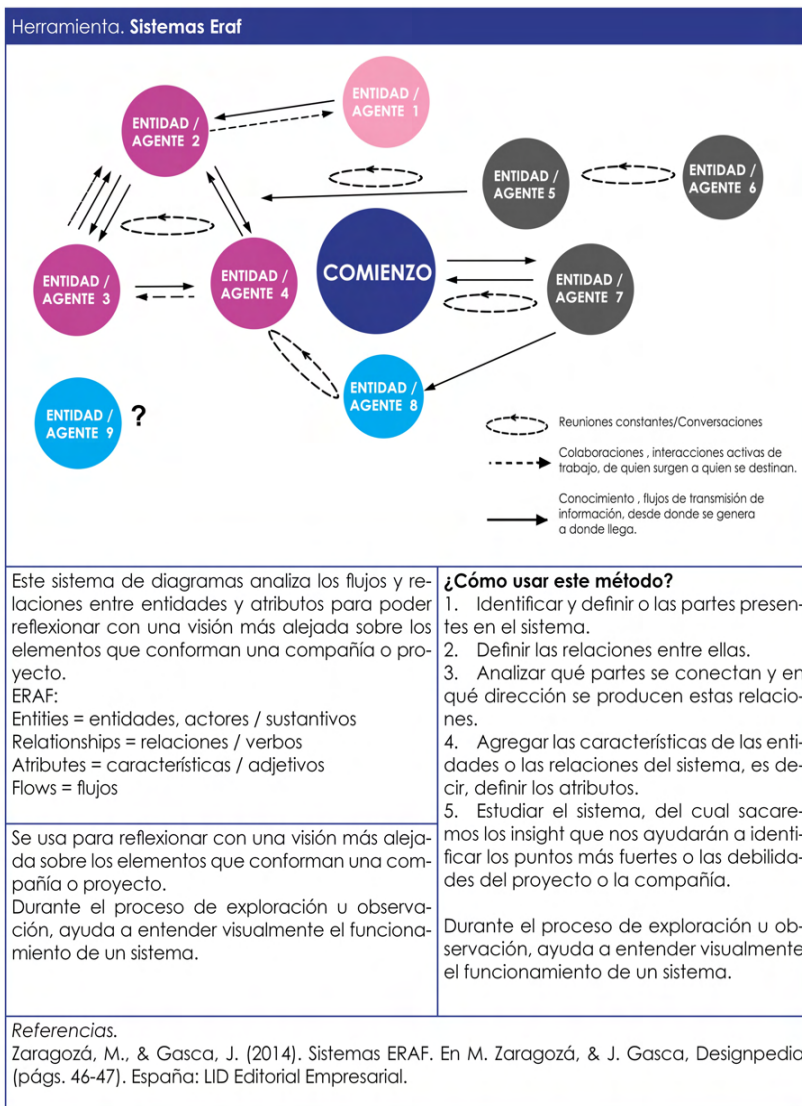 Herramienta. Sistemas Eraf
ENTIDAD /
AGENTE 1
ENTIDAD /
AGENTE 2
ENTIDAD /
AGENTE 5
ENTIDAD /
AGENTE 6
ENTIDAD /
AGENTE 3
ENTIDAD /
AGENTE 4
COMIENZO
ENTIDAD /
AGENTE 7
ENTIDAD /
AGENTE 8
ENTIDAD /
AGENTE 9
?
Reuniones constantes/Conversaciones
Colaboraciones , interacciones activas de
trabajo, de quien surgen a quien se destinan.
Conocimiento , flujos de transmisión de
información, desde donde se genera
a donde llega.
Este sistema de diagramas analiza los flujos y re-
laciones entre entidades y atributos para poder
reflexionar con una visión más alejada sobre los
elementos que conforman una compañía o pro-
yecto.
ERAF:
Entities = entidades, actores / sustantivos
Relationships = relaciones / verbos
Atributes = características / adjetivos
Flows = flujos
Se usa para reflexionar con una visión más aleja-
da sobre los elementos que conforman una com-
pañía o proyecto.
Durante el proceso de exploración u observa-
ción, ayuda a entender visualmente el funciona-
miento de un sistema.
¿Cómo usar este método?
1. Identificar y definir o las partes presen-
tes en el sistema.
2. Definir las relaciones entre ellas.
3. Analizar qué partes se conectan y en
qué dirección se producen estas relacio-
nes.
4. Agregar las características de las enti-
dades o las relaciones del sistema, es de-
cir, definir los atributos.
5. Estudiar el sistema, del cual sacare-
mos los insight que nos ayudarán a identi-
ficar los puntos más fuertes o las debilida-
des del proyecto o la compañía.
Durante el proceso de exploración u ob-
servación, ayuda a entender visualmente
el funcionamiento de un sistema.
Referencias.
Zaragozá, M., & Gasca, J. (2014). Sistemas ERAF. En M. Zaragozá, & J. Gasca, Designpedia
(págs. 46-47). España: LID Editorial Empresarial.